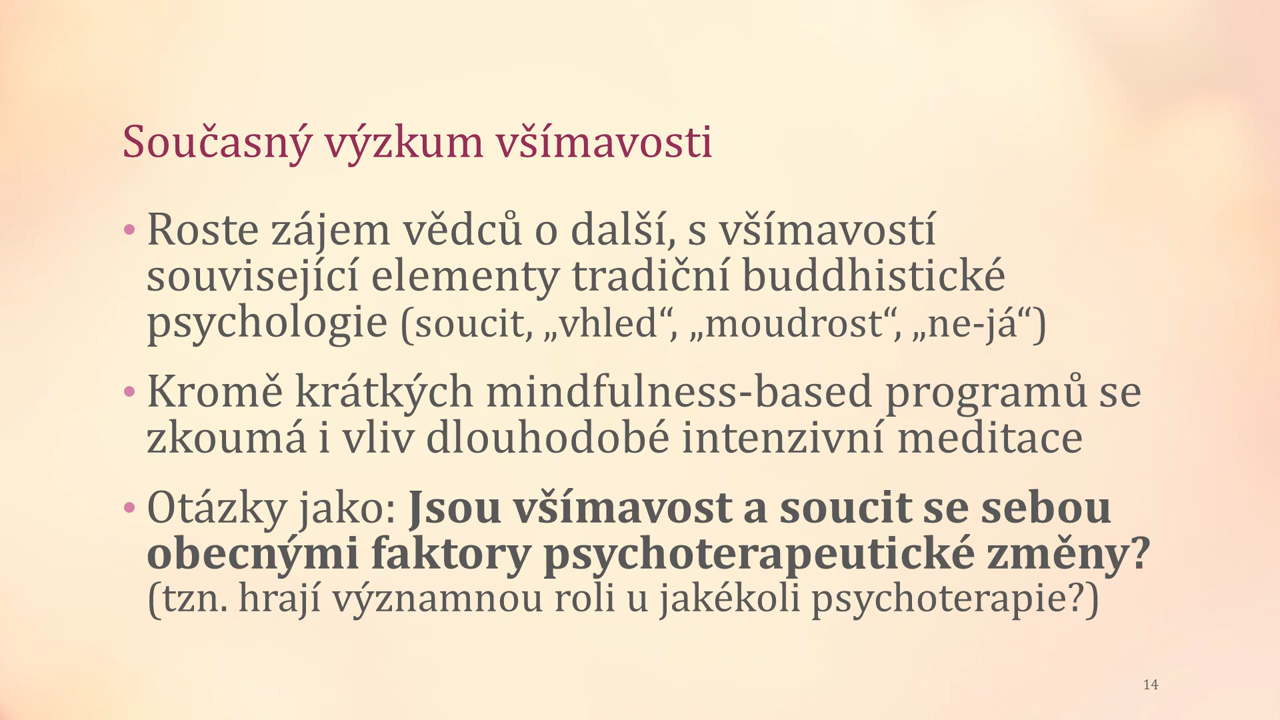 Současný výzkum všímavosti
• Roste zájem vědců o další, s všímavostí
související elementy tradiční buddhistické
psychologie (soucit, „vhled“, „moudrost“, „ne-já“)
• Kromě krátkých mindfulness-based programů se
zkoumá i vliv dlouhodobé intenzivní meditace
• Otázky jako: Jsou všímavost a soucit se sebou
obecnými faktory psychoterapeutické změny?
(tzn. hrají významnou roli u jakékoli psychoterapie?)
14